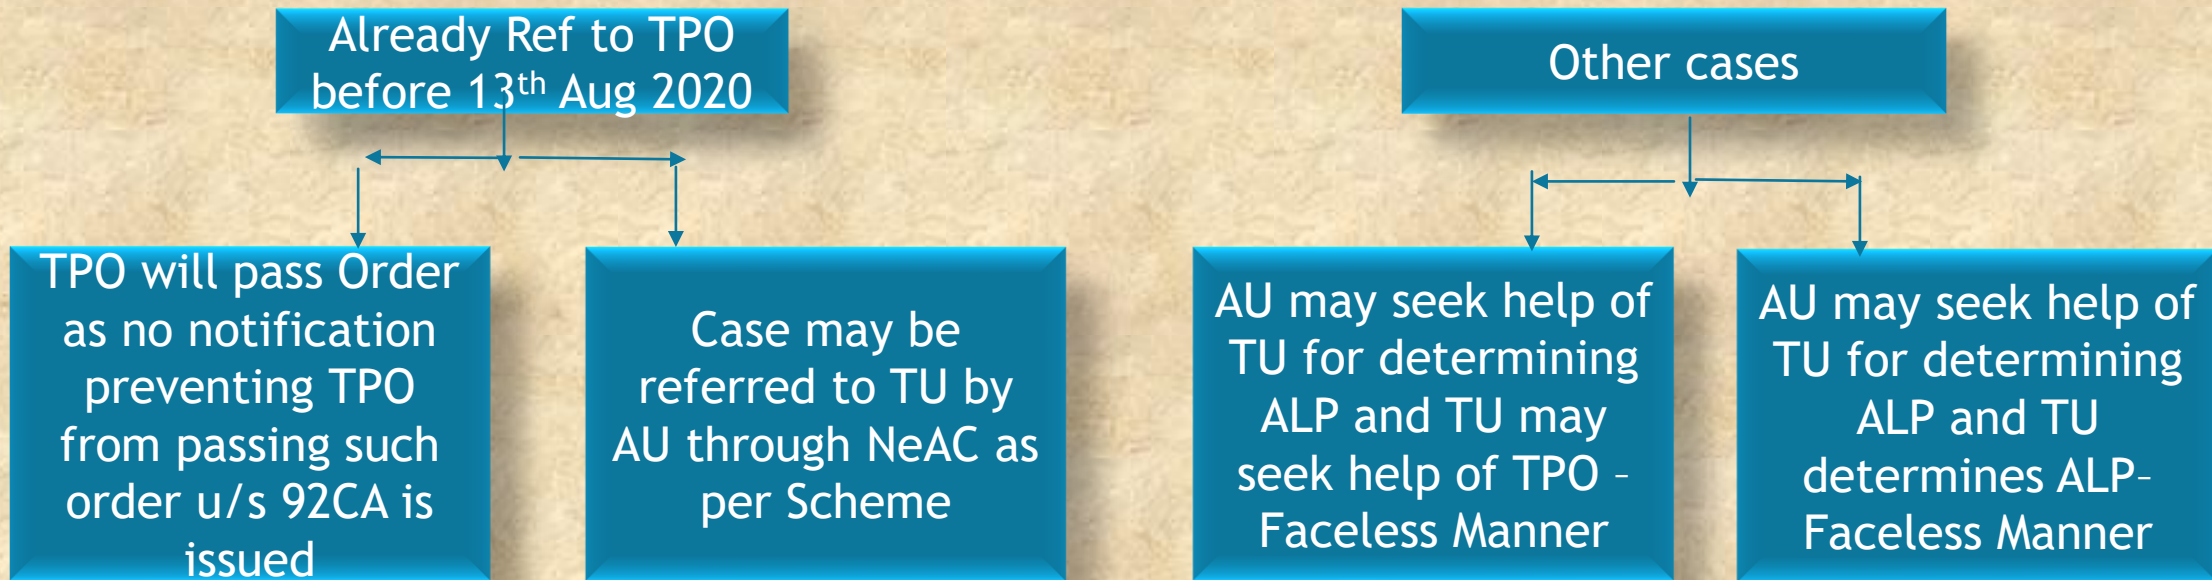 Already Ref to TPO
before 13th Aug 2020
Other cases
TPO will pass Order
as no notification
preventing TPO
from passing such
order u/s 92CA is
issued
Case may be
referred to TU by
AU through NeAC as
per Scheme
AU may seek help of
TU for determining
ALP and TU may
seek help of TPO –
Faceless Manner
AU may seek help of
TU for determining
ALP and TU
determines ALP–
Faceless Manner